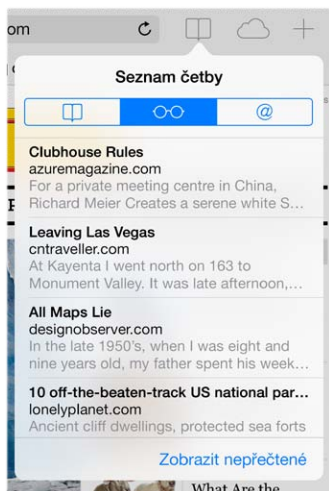 om
Seznam četby
@
Clubhouse Rules
azuremagazine.com
For a private meeting centre in China,
Richard Meier Creates a serene white S…
Leaving Las Vegas
cntraveller.com
At Kayenta I went north on 163 to
Monument Valley. It was late afternoon,…
All Maps Lie
designobserver.com
In the late 1950's, when I was eight and
nine years old, my father spent his week…
10 off-the-beaten-track US national par…
lonelyplanet.com
Ancient cliff dwellings, protected sea forts
Zobrazit nepřečtené
What Are the